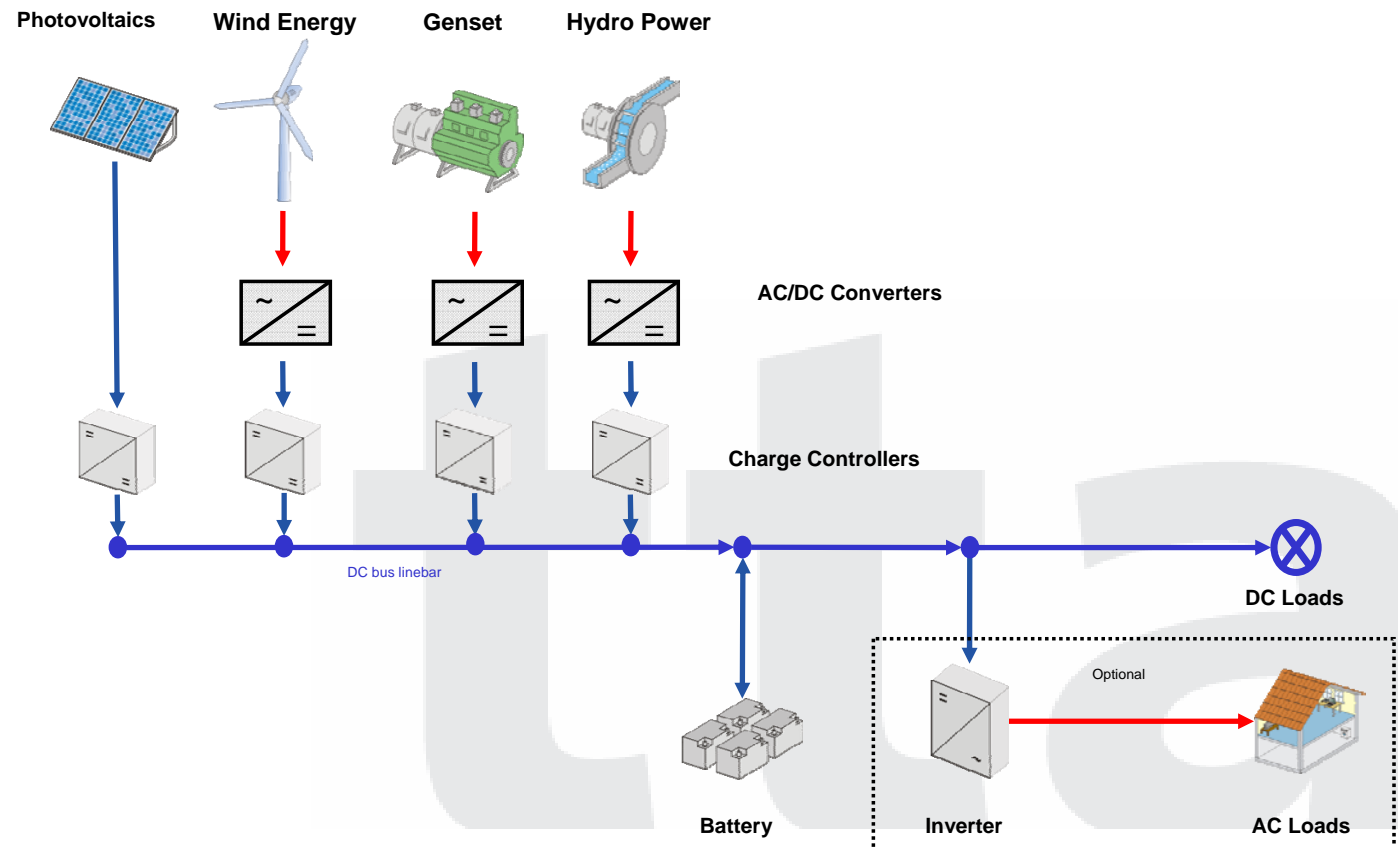 Photovoltaics
Wind Energy
Genset
Hydro Power
~
=
~
=
~
=
AC/DC Converters
=
=
=
=
=
=
=
=
Charge Controllers
DC bus linebar
DC Loads
Optional
=
~
Battery
Inverter
AC Loads
tta